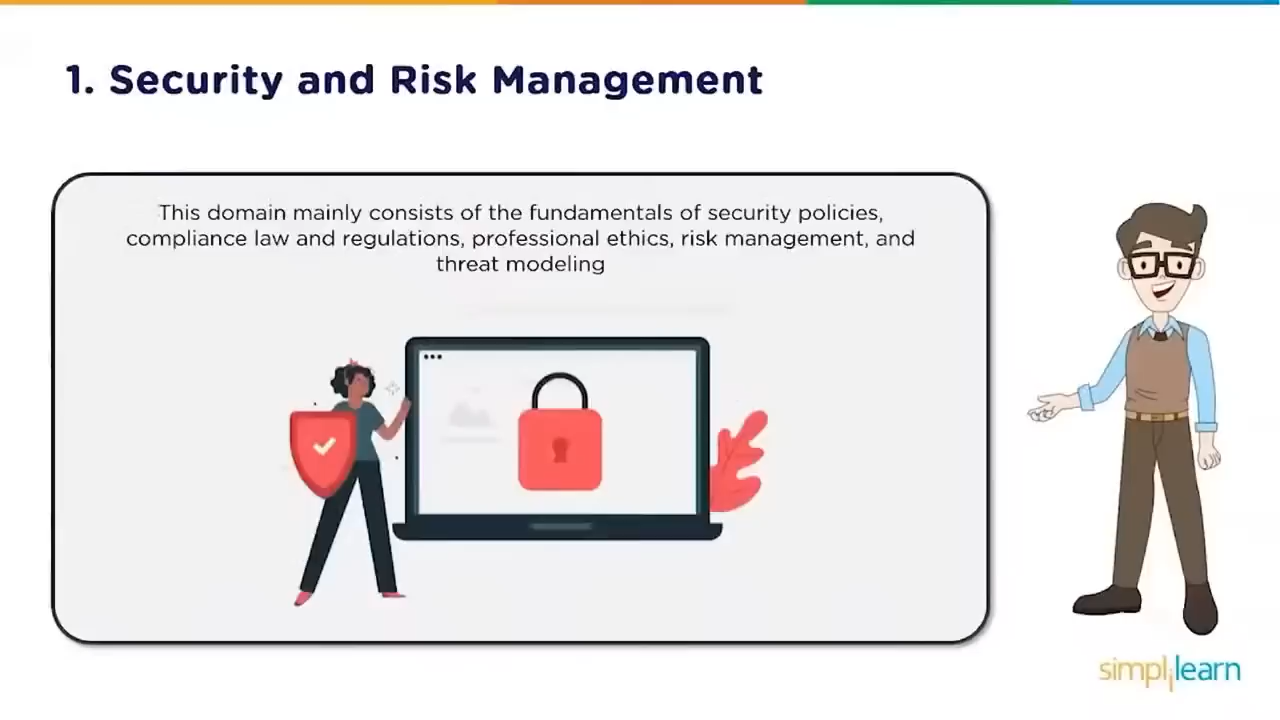 1. Security and Risk Management
This domain mainly consists of the fundamentals of security policies,
compliance law and regulations, professional ethics, risk management, and
threat modeling
simplilearn